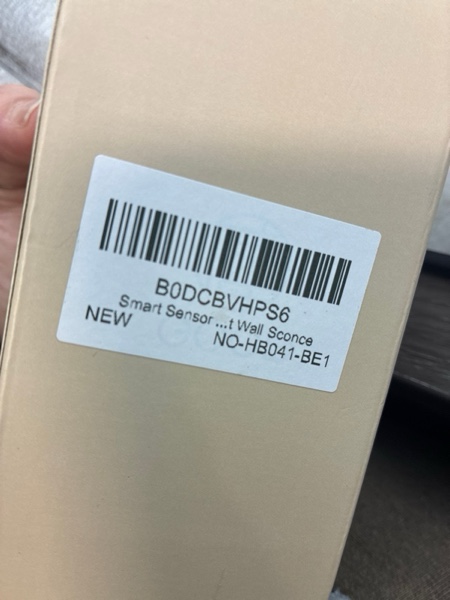 B0DCBVHPS6
Smart Sensor ...t Wall Sconce
NEW
NO-HB041-BE1